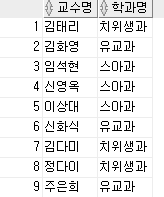 교수명 학과명
1 김태리 치위생과
2 김화영 유교과
3 임석현 스아과
4 신영옥 스아과
5 이상대 스아과
6 신화식 유교과
7 김다미 치위생과
8 정다이 치위생과
9 주은희 유교과